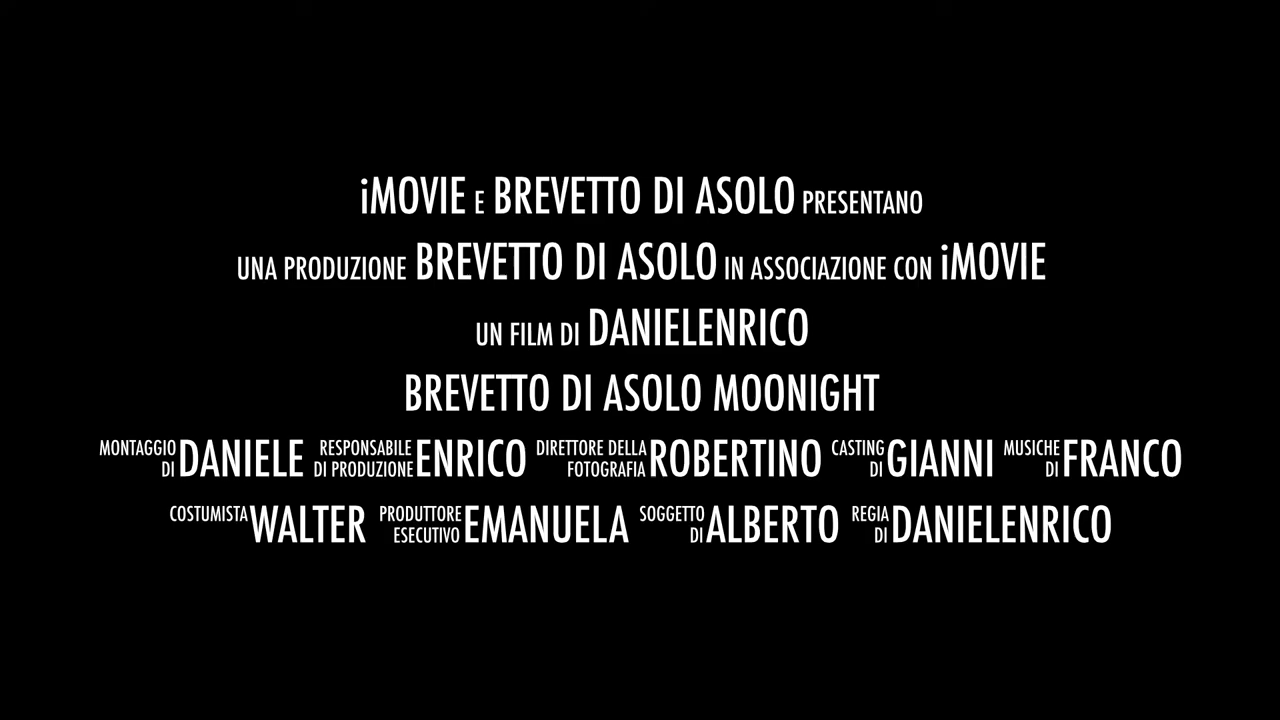 iMOVIE E BREVETTO DI ASOLO PRESENTANO
UNA PRODUZIONE BREVETTO DI ASOLO IN ASSOCIAZIONE CON iMOVIE
UN FILM DI DANIELENRICO
BREVETTO DI ASOLO MOONIGHT
MONTAGGIO DI DANIELE RESPONSABILE DI PRODUZIONE ENRICO DIRETTORE DELLA FOTOGRAFIA ROBERTINO CASTING DI GIANNI MUSICHE DI FRANCO
COSTUMISTA WALTER PRODUTTORE ESECUTIVO EMANUELA SOGGETTO DI ALBERTO REGIA DI DANIELENRICO